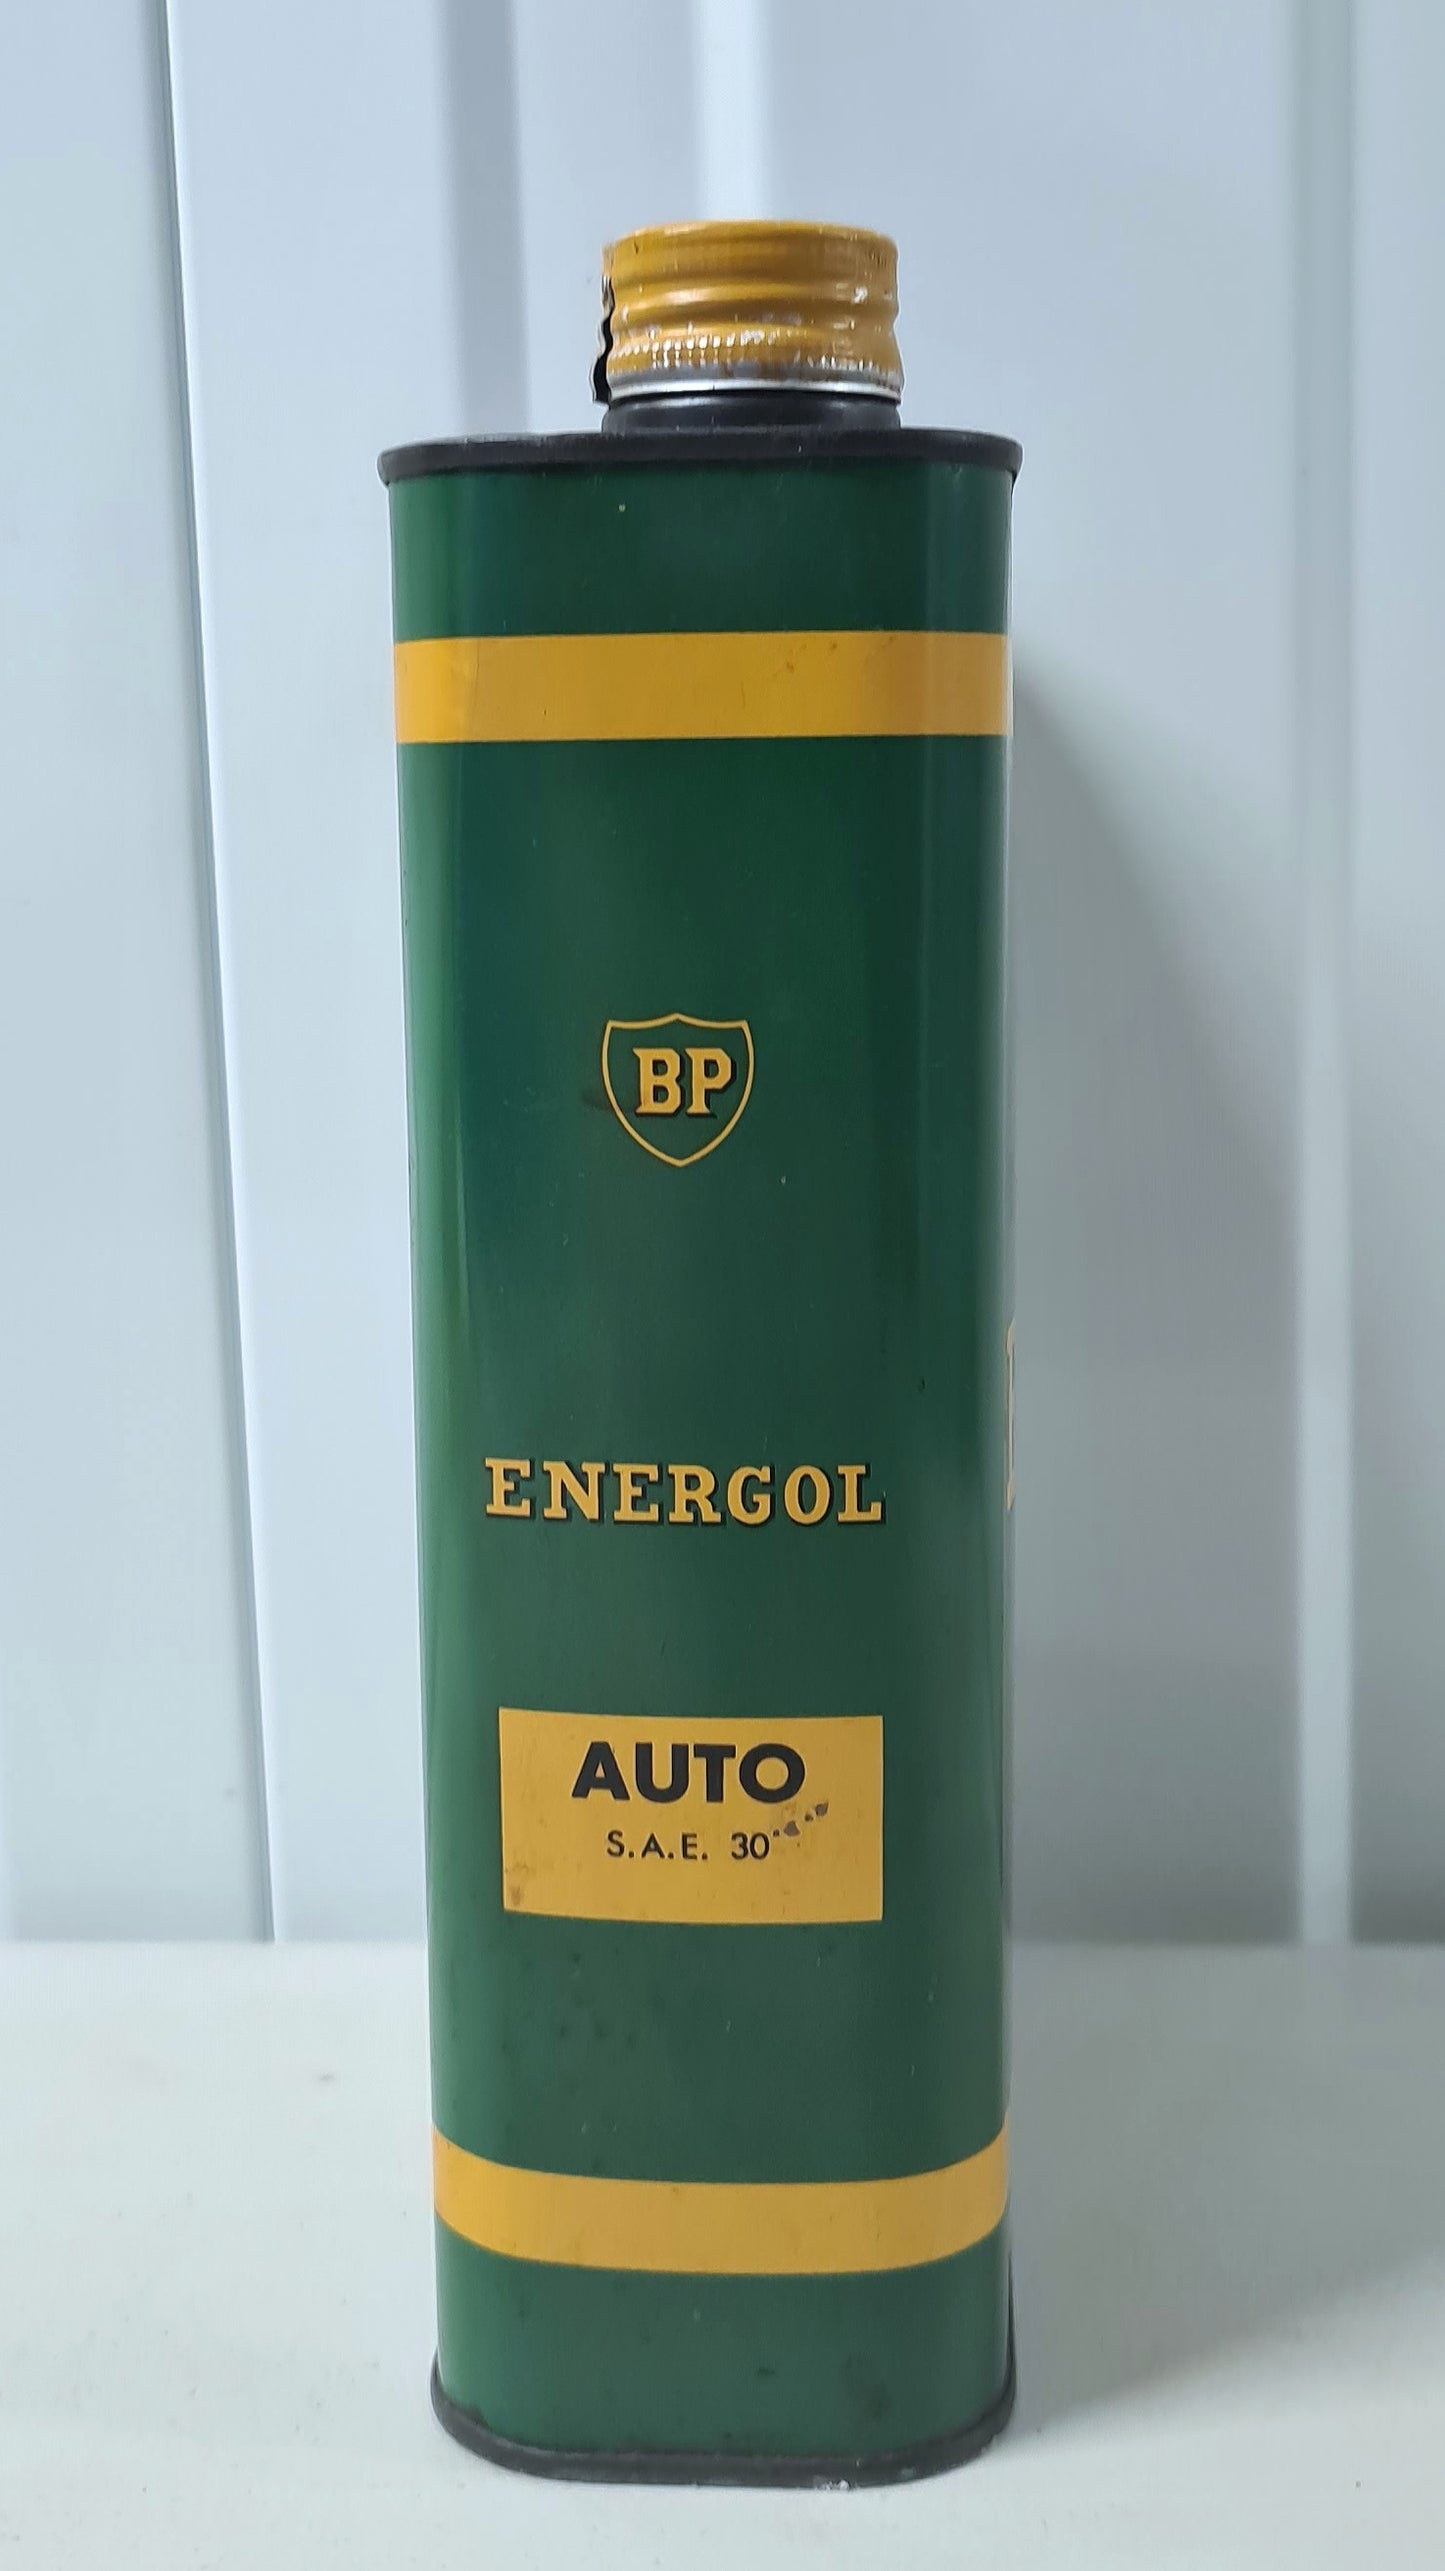 BP
ENERGOL
AUTO
S.A.E. 30